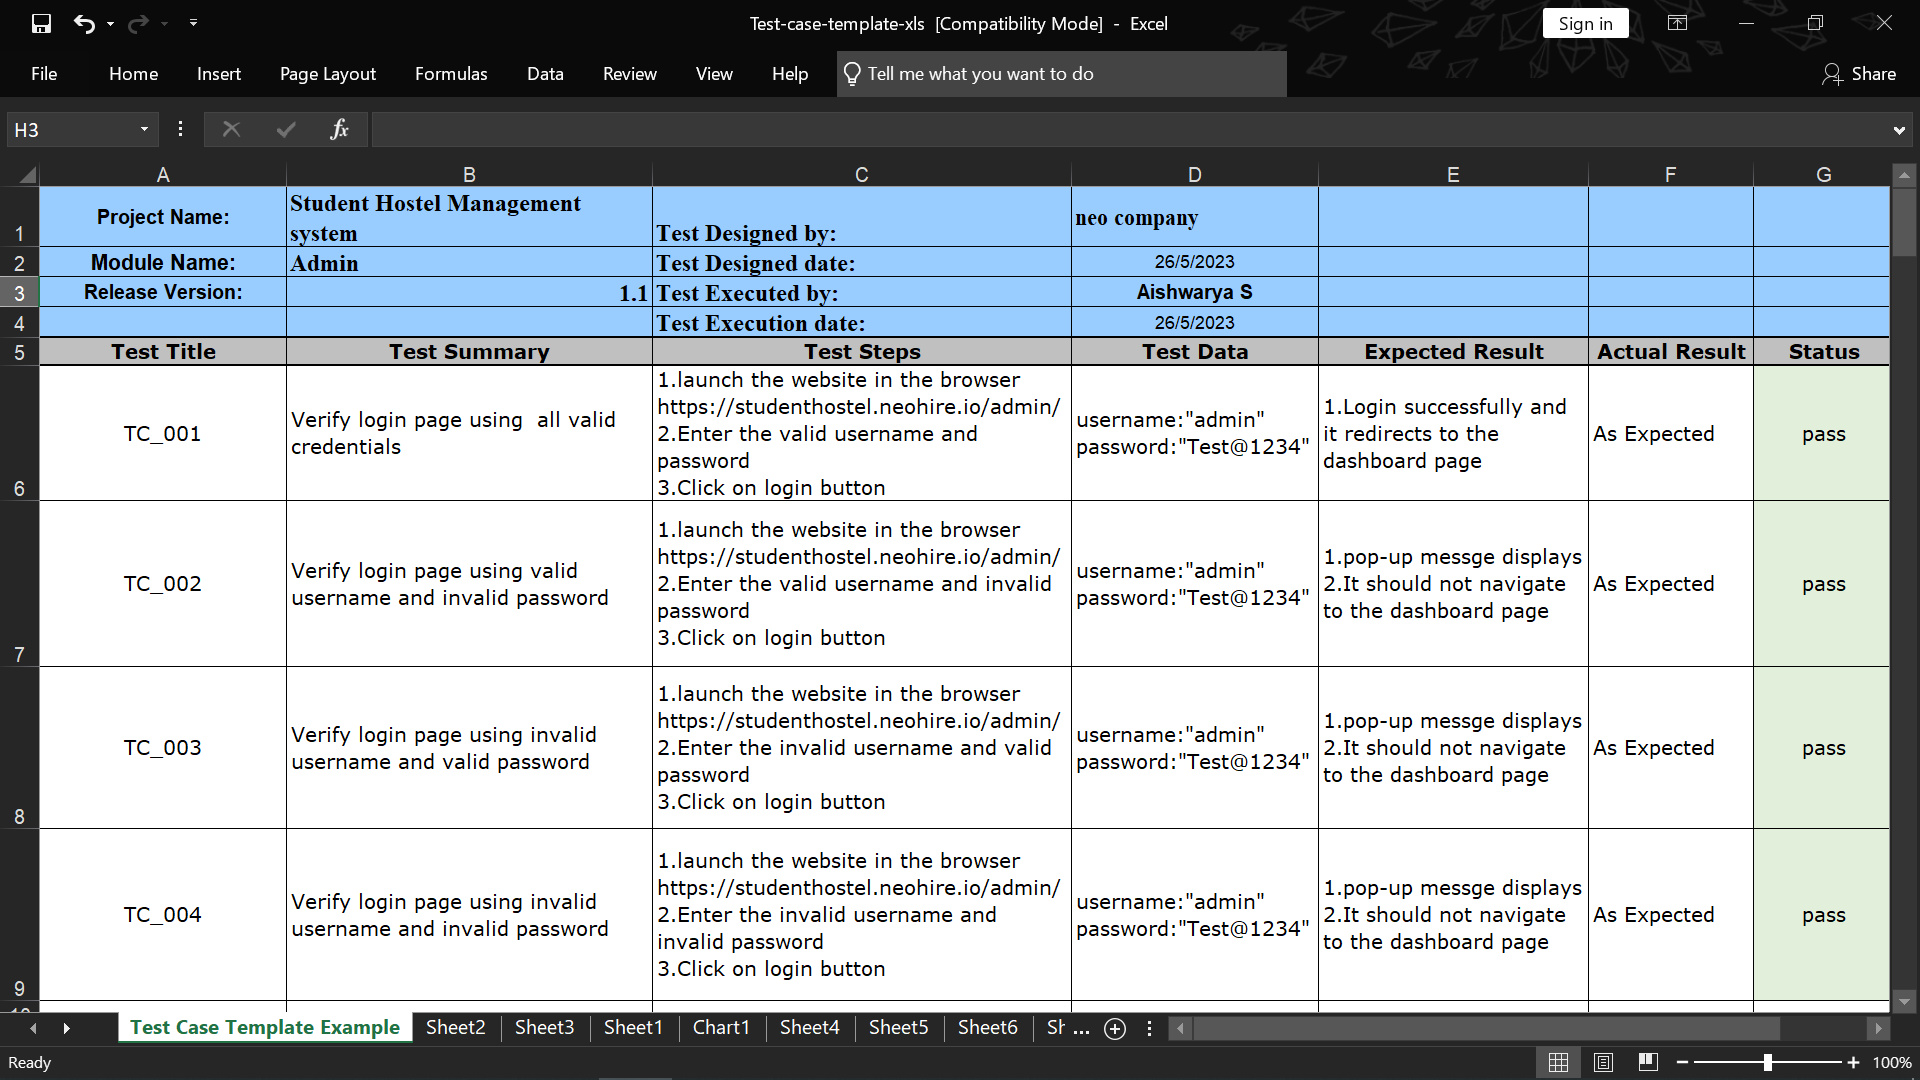 Test-case-template-xls [Compatibility Mode] - Excel
Sign in
File Home Insert Page Layout Formulas Data Review View Help Tell me what you want to do Share
H3 fx
A B C D E F G
1 Project Name: Student Hostel Management
system Test Designed by: neo company
2 Module Name: Admin Test Designed date: 26/5/2023
3 Release Version: 1.1 Test Executed by: Aishwarya S
4 Test Execution date: 26/5/2023
5 Test Title Test Summary Test Steps Test Data Expected Result Actual Result Status
6
TC_001
Verify login page using  all valid
credentials
1.launch the website in the browser
https://studenthostel.neohire.io/admin/
2.Enter the valid username and
password
3.Click on login button
username:"admin"
password:"Test@1234"
1.Login successfully and
it redirects to the
dashboard page
As Expected
pass
7
TC_002
Verify login page using valid
username and invalid password
1.launch the website in the browser
https://studenthostel.neohire.io/admin/
2.Enter the valid username and invalid
password
3.Click on login button
username:"admin"
password:"Test@1234"
1.pop-up messge displays
2.It should not navigate
to the dashboard page
As Expected
pass
8
TC_003
Verify login page using invalid
username and valid password
1.launch the website in the browser
https://studenthostel.neohire.io/admin/
2.Enter the invalid username and valid
password
3.Click on login button
username:"admin"
password:"Test@1234"
1.pop-up messge displays
2.It should not navigate
to the dashboard page
As Expected
pass
9
TC_004
Verify login page using invalid
username and invalid password
1.launch the website in the browser
https://studenthostel.neohire.io/admin/
2.Enter the invalid username and
invalid password
3.Click on login button
username:"admin"
password:"Test@1234"
1.pop-up messge displays
2.It should not navigate
to the dashboard page
As Expected
pass
Test Case Template Example Sheet2 Sheet3 Sheet1 Chart1 Sheet4 Sheet5 Sheet6 Sh ...
Ready 100%